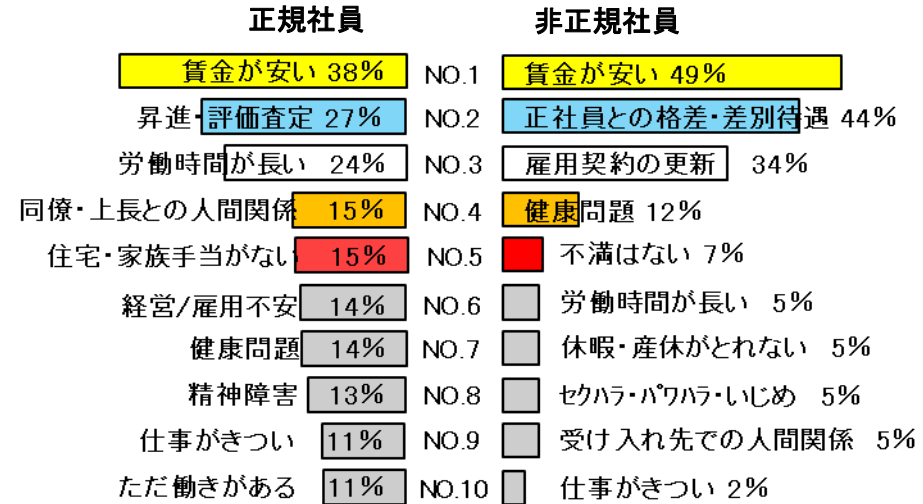 正規社員 非正規社員
賃金が安い 38% NO.1 賃金が安い 49%
昇進・評価査定 27% NO.2 正社員との格差・差別待遇 44%
労働時間が長い 24% NO.3 雇用契約の更新 34%
同僚・上長との人間関係 15% NO.4 健康問題 12%
住宅・家族手当がない 15% NO.5 不満はない 7%
経営/雇用不安 14% NO.6 労働時間が長い 5%
健康問題 14% NO.7 休暇・産休がとれない 5%
精神障害 13% NO.8 セクハラ・パワハラ・いじめ 5%
仕事がきつい 11% NO.9 受け入れ先での人間関係 5%
ただ働きがある 11% NO.10 仕事がきつい 2%